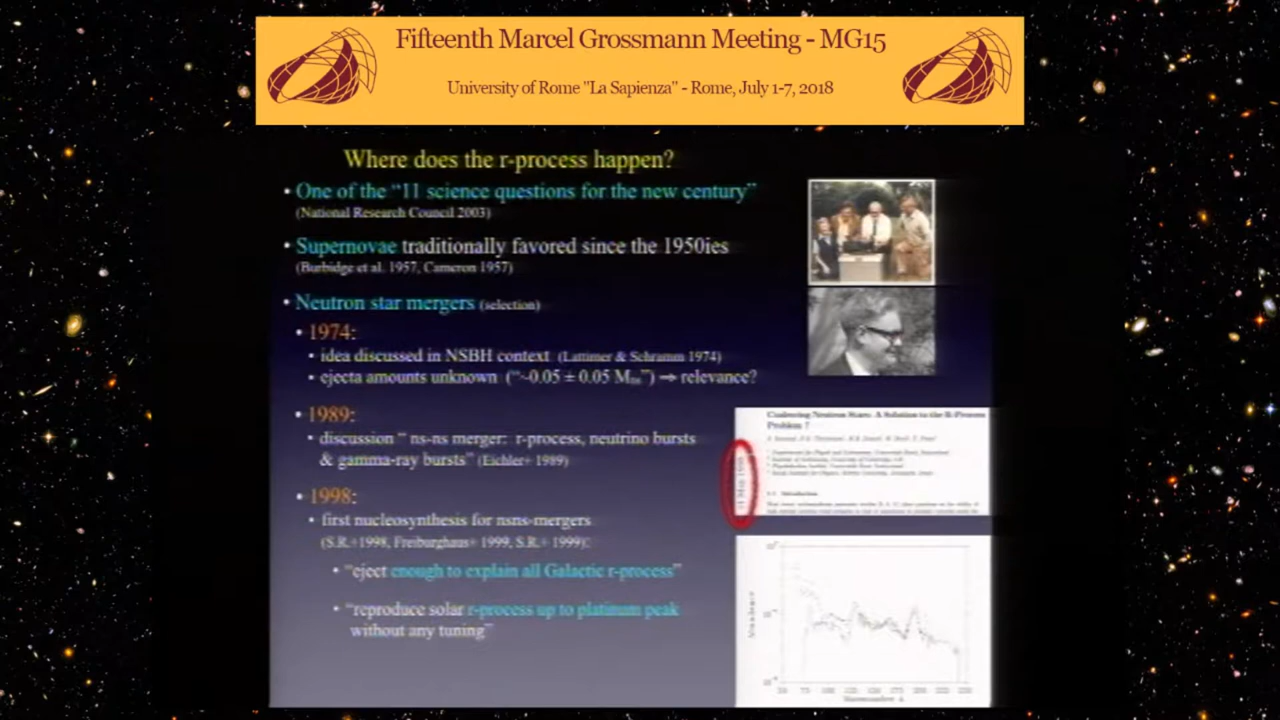 Fifteenth Marcel Grossmann Meeting - MG15
University of Rome "La Sapienza" - Rome, July 1-7, 2018
Where does the r-process happen?
• One of the “11 science questions for the new century”
(National Research Council 2003)
• Supernovae traditionally favored since the 1950ies
(Burbidge et al. 1957, Cameron 1957)
• Neutron star mergers (selection)
• 1974:
• idea discussed in NSBH context (Lattimer & Schramm 1974)
• ejecta amounts unknown (“~0.05 ± 0.05 M") ⇒ relevance?
• 1989:
• discussion “ ns-ns merger: r-process, neutrino bursts
& gamma-ray bursts” (Eichler+ 1989)
• 1998:
• first nucleosynthesis for nsns-mergers
(S.R.+1998, Freiburghaus+ 1999, S.R.+ 1999):
• “eject enough to explain all Galactic r-process”
• “reproduce solar r-process up to platinum peak
without any tuning”
Coalescing Neutron Stars: A Solution to the R-Process
Problem ?
Introduction